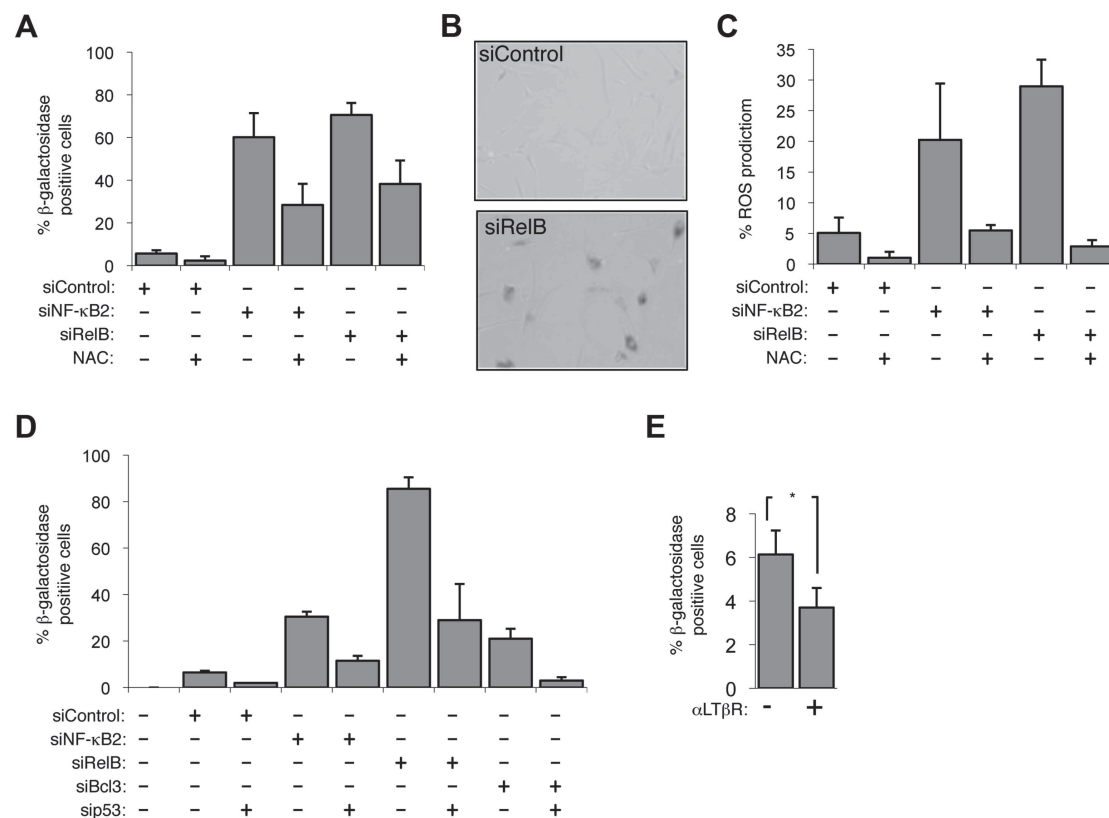 A
% β-galactosidase
positiive cells
100
80
60
40
20
0
siControl: + + – – – –
siNF-κB2: – – + + – –
siRelB: – – – – + +
NAC: – + – + – +
B
siControl
siRelB
C
% ROS prodictiom
35
30
25
20
15
10
5
0
siControl: + + – – – –
siNF-κB2: – – + + – –
siRelB: – – – – + +
NAC: – + – + – +
D
% β-galactosidase
positiive cells
100
80
60
40
20
0
siControl: – + + – – – – – –
siNF-κB2: – – – + + – – – –
siRelB: – – – – – + + – –
siBcl3: – – – – – – – + +
sip53: – – + – + – + – +
E
% β-galactosidase
positiive cells
8
6
4
2
0
*
αLTβR: - +